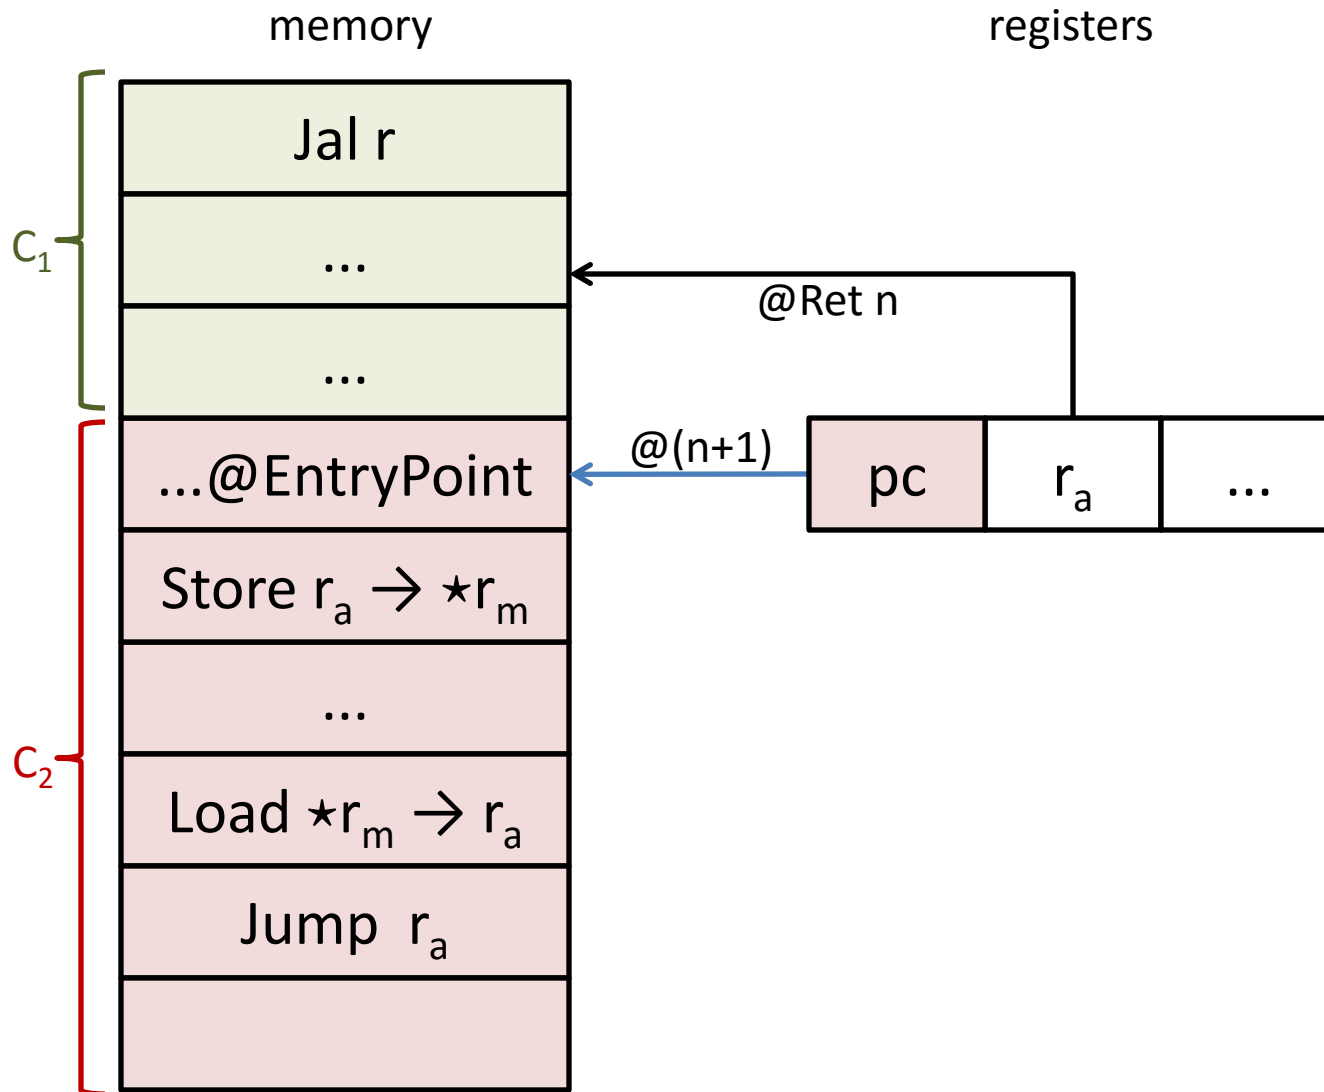 memory
registers
Jal r
...
C₁
...
@Ret n
...@EntryPoint
@(n+1)
pc
rₐ
...
Store rₐ → ⋆rₘ
...
C₂
Load ⋆rₘ → rₐ
Jump rₐ